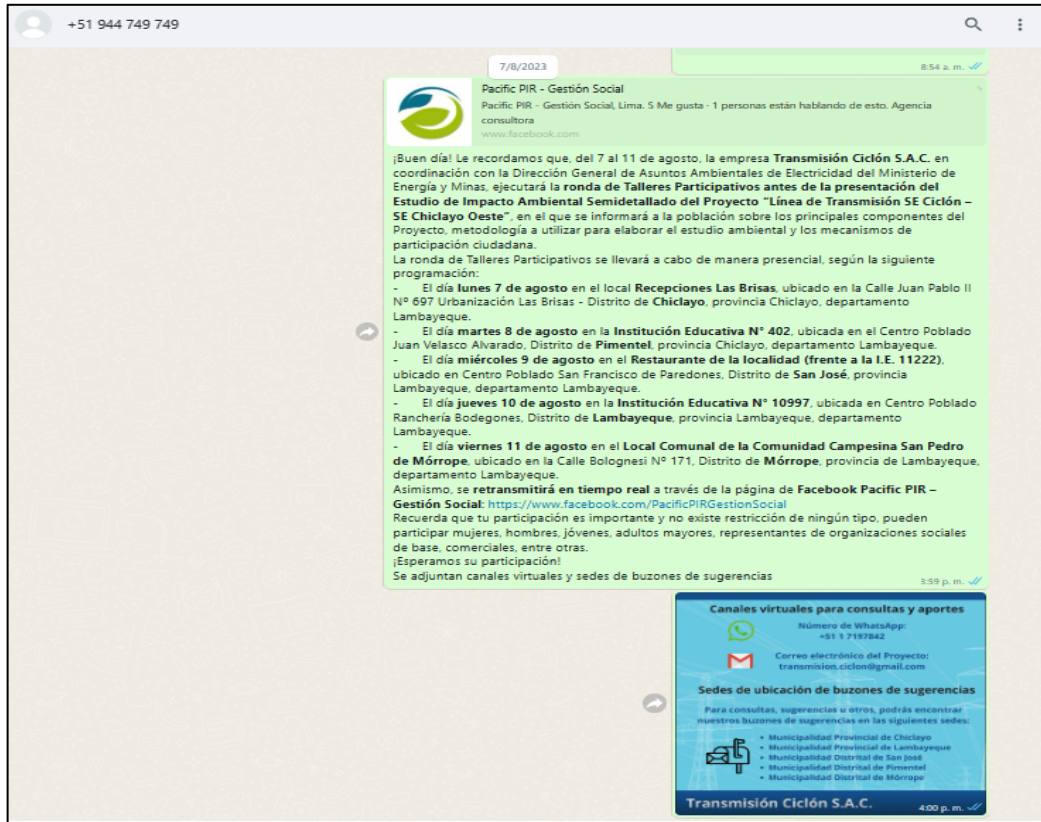 +51 944 749 749
8:54 a. m.
7/8/2023
Pacific PIR - Gestión Social
Pacific PIR - Gestión Social, Lima. 5 Me gusta · 1 personas están hablando de esto. Agencia
consultora
www.facebook.com
¡Buen día! Le recordamos que, del 7 al 11 de agosto, la empresa Transmisión Ciclón S.A.C. en
coordinación con la Dirección General de Asuntos Ambientales de Electricidad del Ministerio de
Energía y Minas, ejecutará la ronda de Talleres Participativos antes de la presentación del
Estudio de Impacto Ambiental Semidetallado del Proyecto "Línea de Transmisión SE Ciclón –
SE Chiclayo Oeste", en el que se informará a la población sobre los principales componentes del
Proyecto, metodología a utilizar para elaborar el estudio ambiental y los mecanismos de
participación ciudadana.
La ronda de Talleres Participativos se llevará a cabo de manera presencial, según la siguiente
programación:
- El día lunes 7 de agosto en el local Recepciones Las Brisas, ubicado en la Calle Juan Pablo II
Nº 697 Urbanización Las Brisas - Distrito de Chiclayo, provincia Chiclayo, departamento
Lambayeque.
- El día martes 8 de agosto en la Institución Educativa N° 402, ubicada en el Centro Poblado
Juan Velasco Alvarado, Distrito de Pimentel, provincia Chiclayo, departamento Lambayeque.
- El día miércoles 9 de agosto en el Restaurante de la localidad (frente a la I.E. 11222),
ubicado en Centro Poblado San Francisco de Paredones, Distrito de San José, provincia
Lambayeque, departamento Lambayeque.
- El día jueves 10 de agosto en la Institución Educativa N° 10997, ubicada en Centro Poblado
Ranchería Bodegones, Distrito de Lambayeque, provincia Lambayeque, departamento
Lambayeque.
- El día viernes 11 de agosto en el Local Comunal de la Comunidad Campesina San Pedro
de Mórrope, ubicado en la Calle Bolognesi Nº 171, Distrito de Mórrope, provincia de Lambayeque,
departamento Lambayeque.
Asimismo, se retransmitirá en tiempo real a través de la página de Facebook Pacific PIR –
Gestión Social: https://www.facebook.com/PacificPIRGestionSocial
Recuerda que tu participación es importante y no existe restricción de ningún tipo, pueden
participar mujeres, hombres, jóvenes, adultos mayores, representantes de organizaciones sociales
de base, comerciales, entre otras.
¡Esperamos su participación!
Se adjuntan canales virtuales y sedes de buzones de sugerencias
3:59 p. m.
Canales virtuales para consultas y aportes
Número de WhatsApp:
+51 1 7197842
Correo electrónico del Proyecto:
transmision.ciclon@gmail.com
Sedes de ubicación de buzones de sugerencias
Para consultas, sugerencias u otros, podrás encontrar
nuestros buzones de sugerencias en las siguientes sedes:
• Municipalidad Provincial de Chiclayo
• Municipalidad Provincial de Lambayeque
• Municipalidad Distrital de San José
• Municipalidad Distrital de Pimentel
• Municipalidad Distrital de Mórrope
Transmisión Ciclón S.A.C.
4:00 p. m.